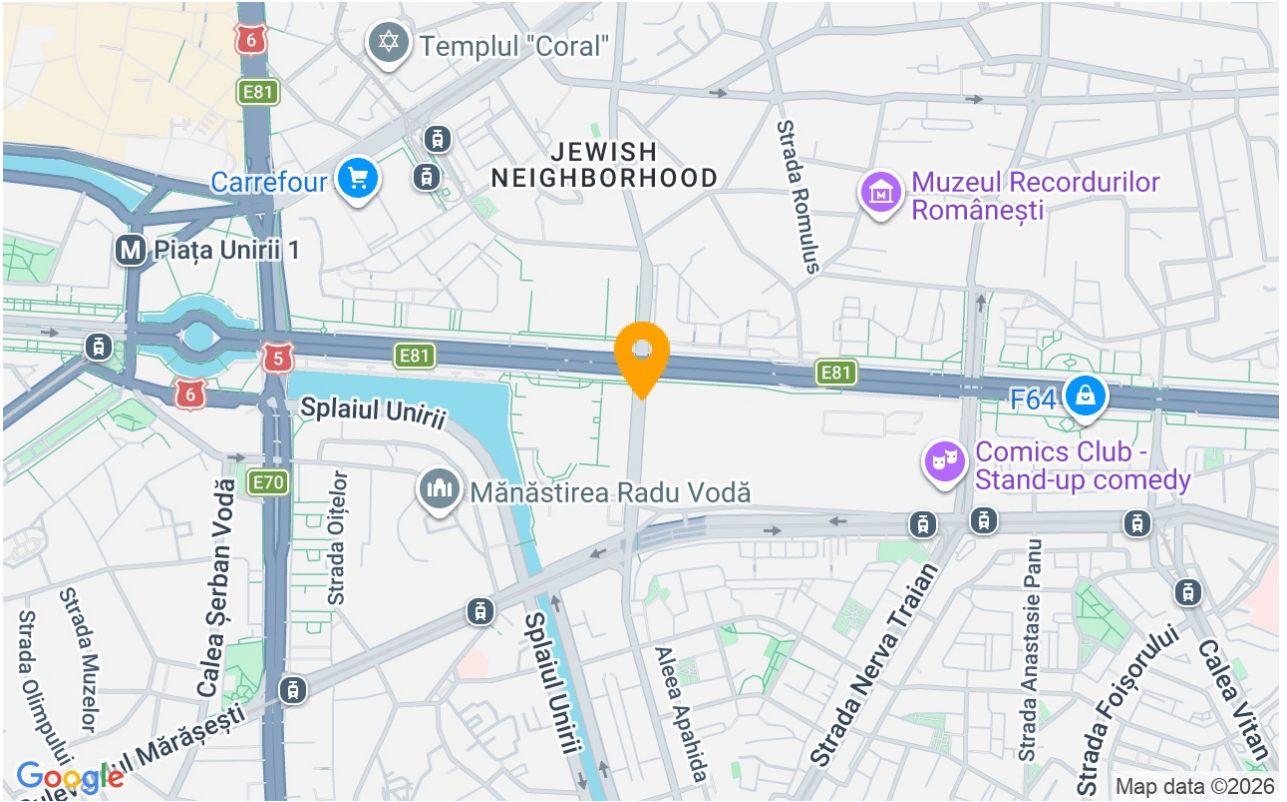 6
Templul "Coral"
E81
JEWISH
NEIGHBORHOOD
Strada Romulus
Carrefour
Muzeul Recordurilor
Românești
M
Piața Unirii 1
5
E81
E81
6
F64
Splaiul Unirii
Comics Club -
Stand-up comedy
E70
Mănăstirea Radu Vodă
Calea Șerban Vodă
Strada Oițelor
Strada Muzelor
Strada Olimpului
Splaiul Unirii
Aleea Apahida
Strada Nerva Traian
Strada Anastasie Panu
Strada Foișorului
Calea Vitan
Mărășești
Google
Map data ©2026